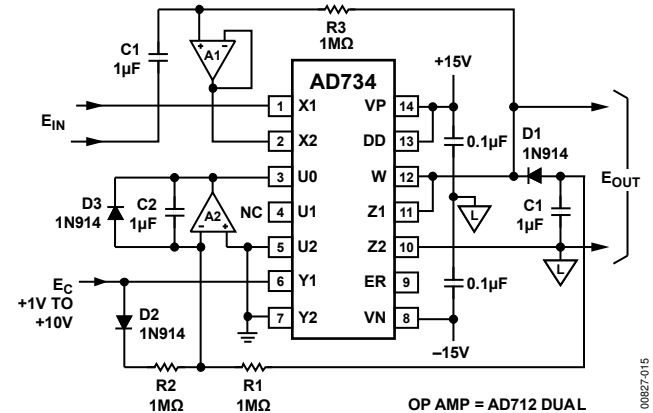 R3
1MΩ
C1
1µF
+
–
A1
+15V
AD734
EIN
1
X1
VP
14
2
X2
DD
13
0.1µF
D1
1N914
3
U0
W
12
EOUT
D3
1N914
C2
1µF
A2
–
+
NC
4
U1
Z1
11
L
C1
1µF
5
U2
Z2
10
L
EC
+1V TO
+10V
6
Y1
ER
9
0.1µF
D2
1N914
7
Y2
VN
8
–15V
R2
1MΩ
R1
1MΩ
OP AMP = AD712 DUAL
00827-015